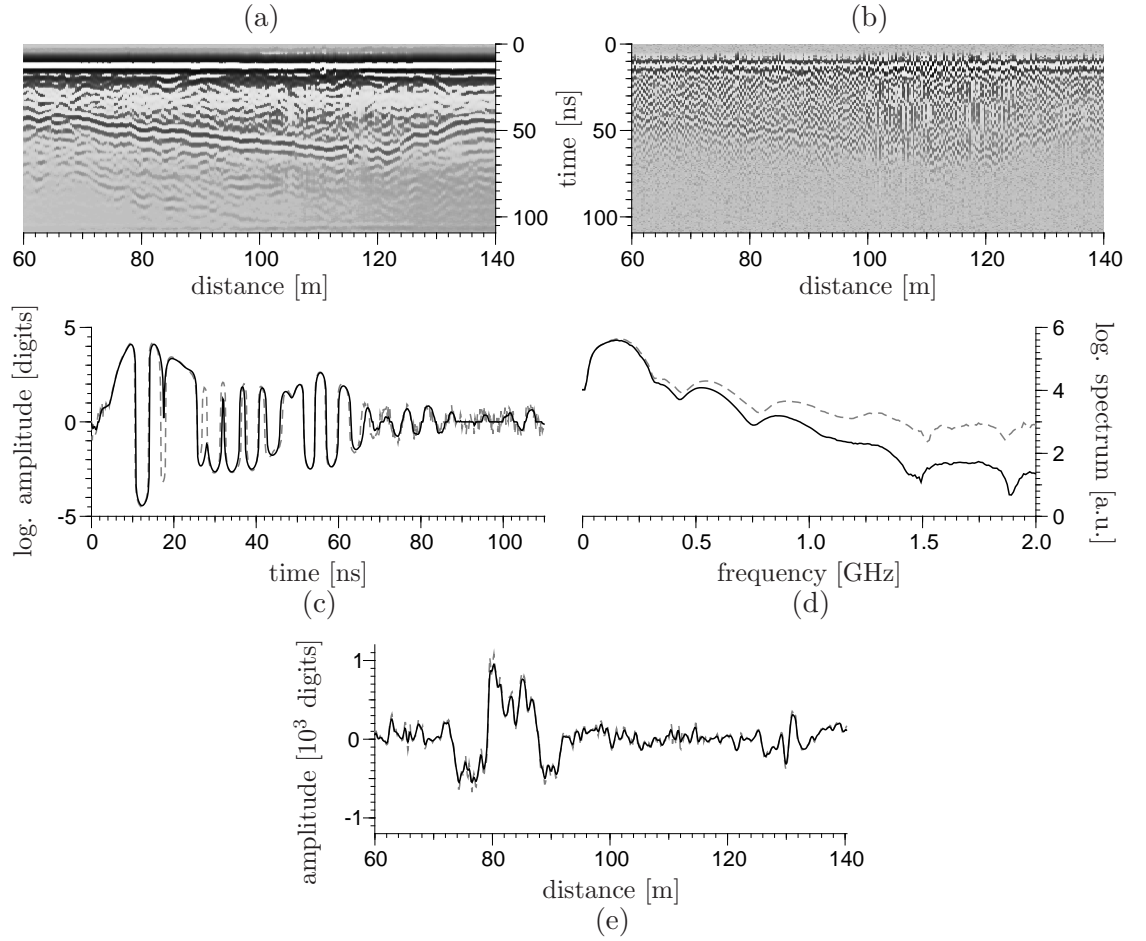 (a)
(b)
0
50
100
time [ns]
60 80 100 120 140
60 80 100 120 140
distance [m]
distance [m]
log. amplitude [digits]
5
0
-5
0 20 40 60 80 100
time [ns]
(c)
6
4
2
0
log. spectrum [a.u.]
0 0.5 1.0 1.5 2.0
frequency [GHz]
(d)
amplitude [10³ digits]
1
0
-1
60 80 100 120 140
distance [m]
(e)
0
50
100